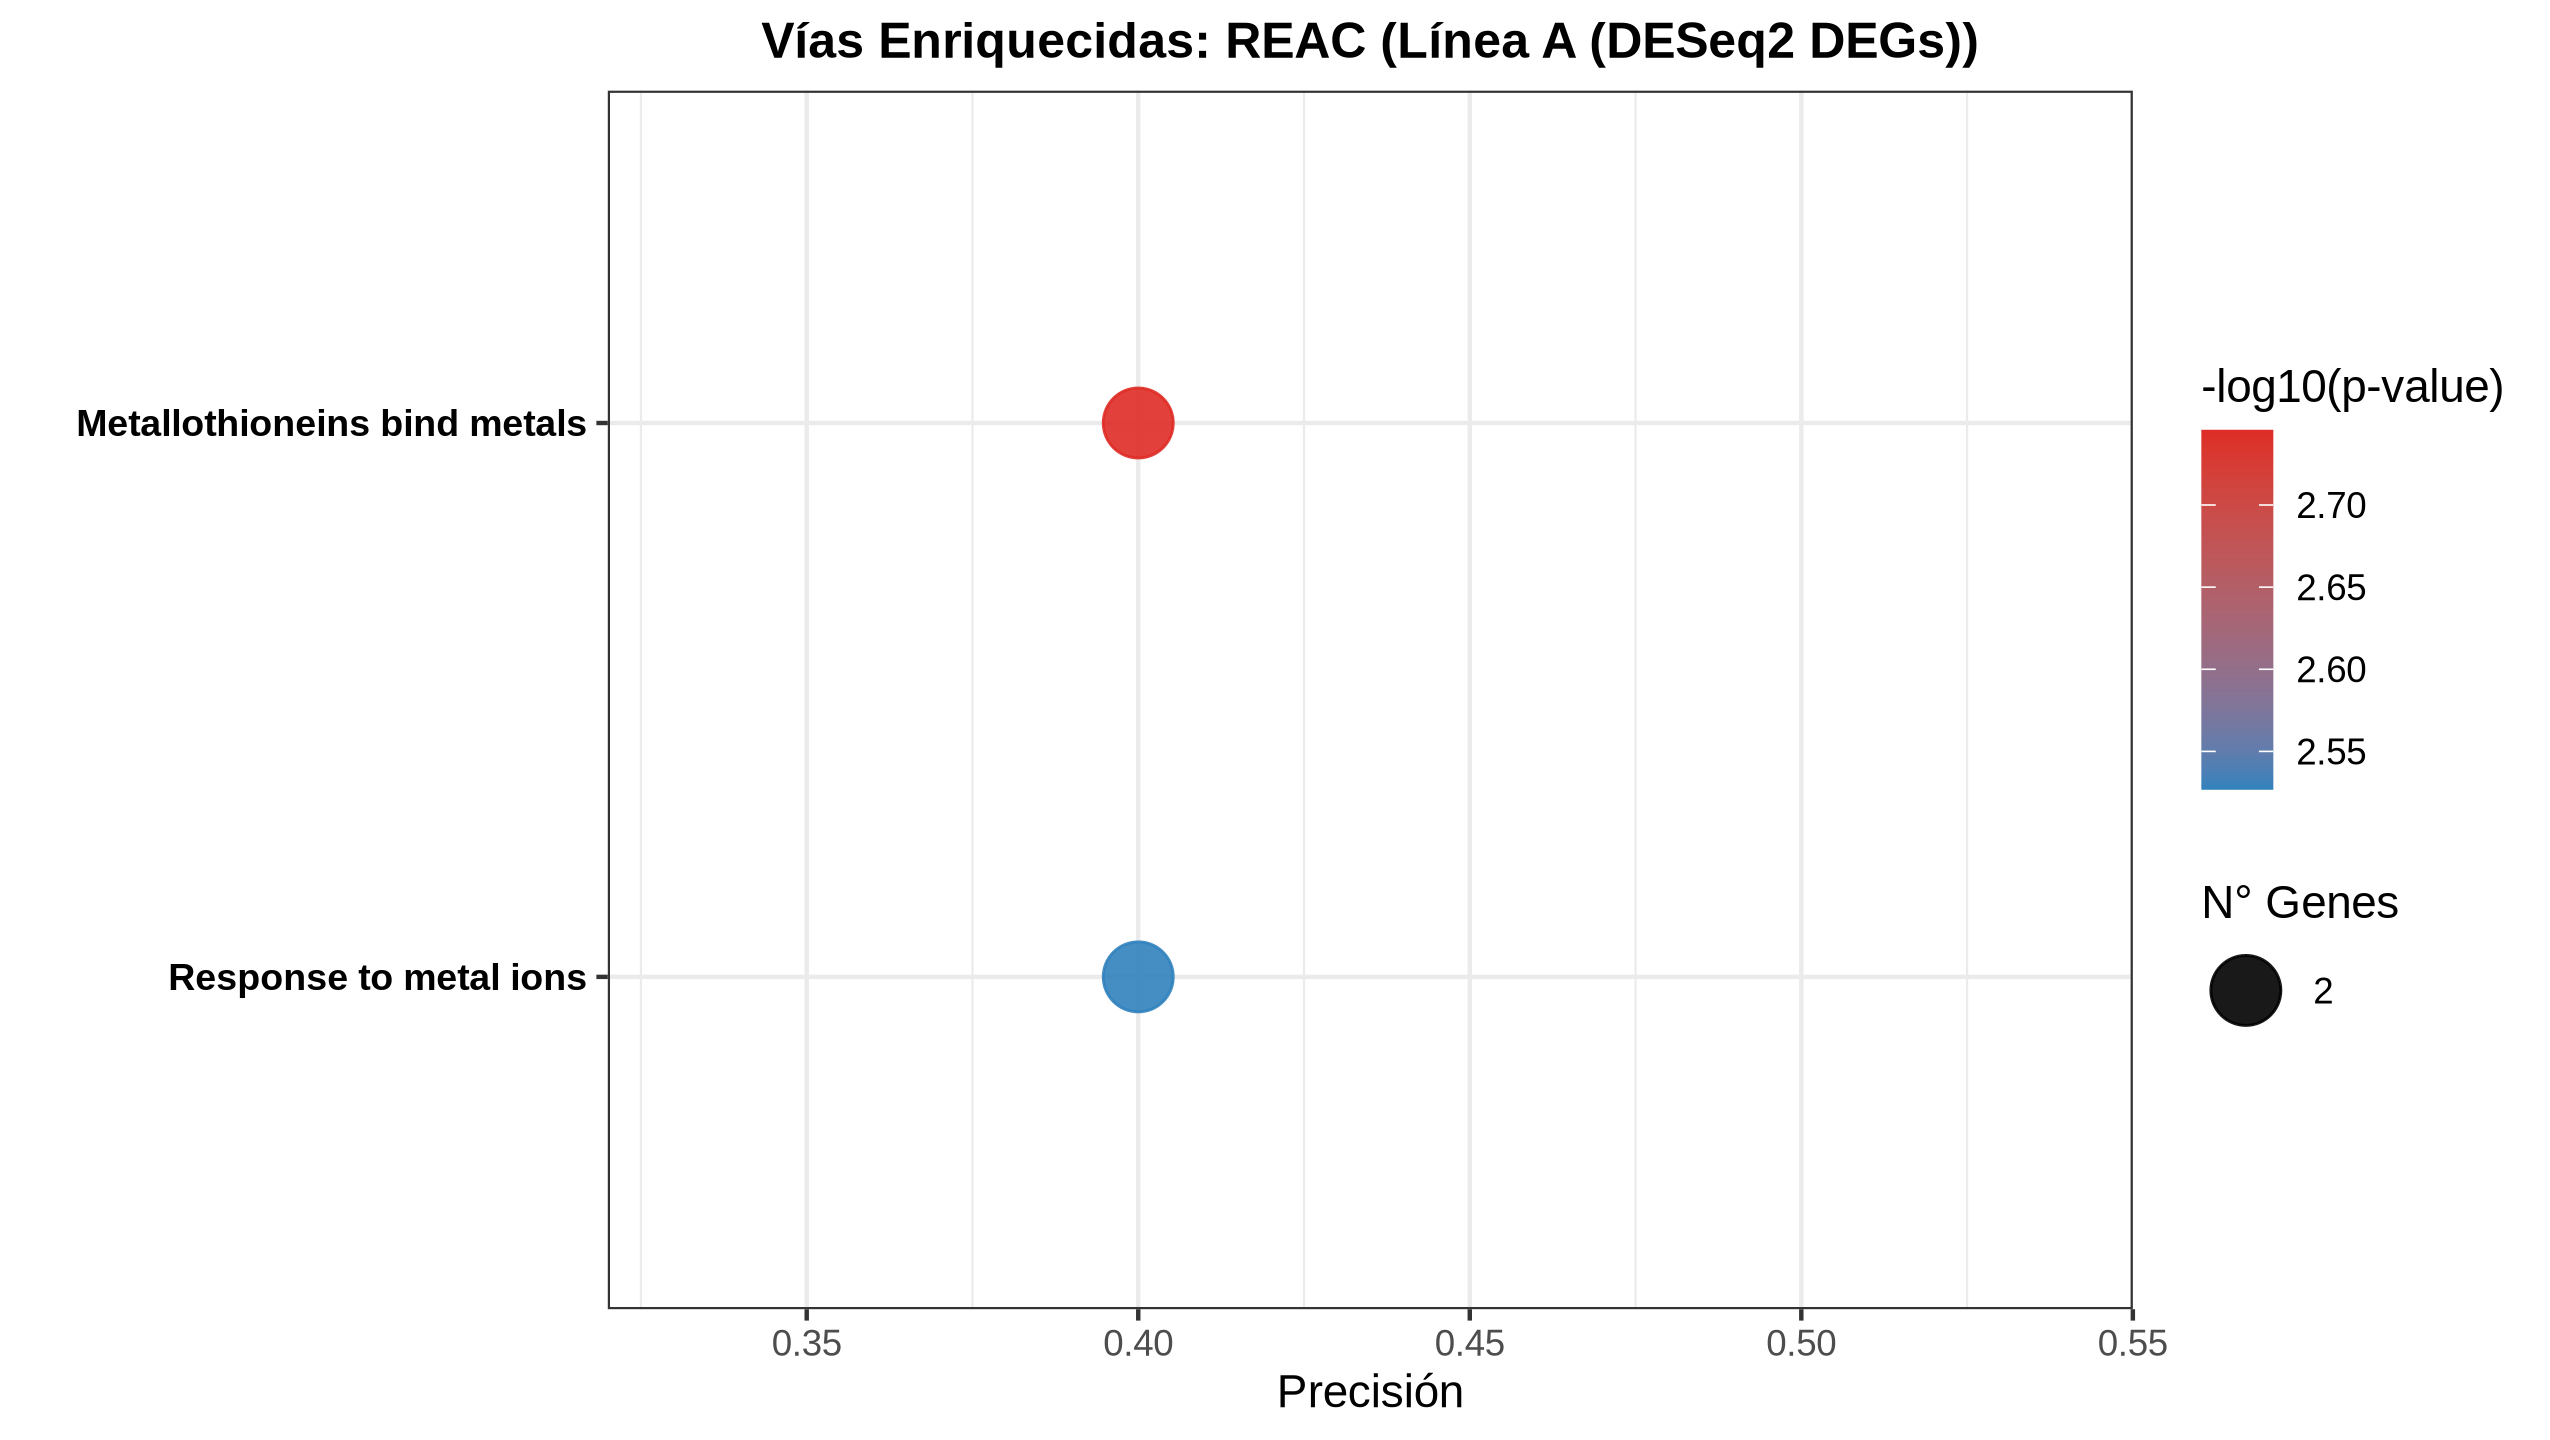 Vías Enriquecidas: REAC (Línea A (DESeq2 DEGs))
Metallothioneins bind metals
Response to metal ions
0.35
0.40
0.45
0.50
0.55
Precisión
-log10(p-value)
2.70
2.65
2.60
2.55
N° Genes
2